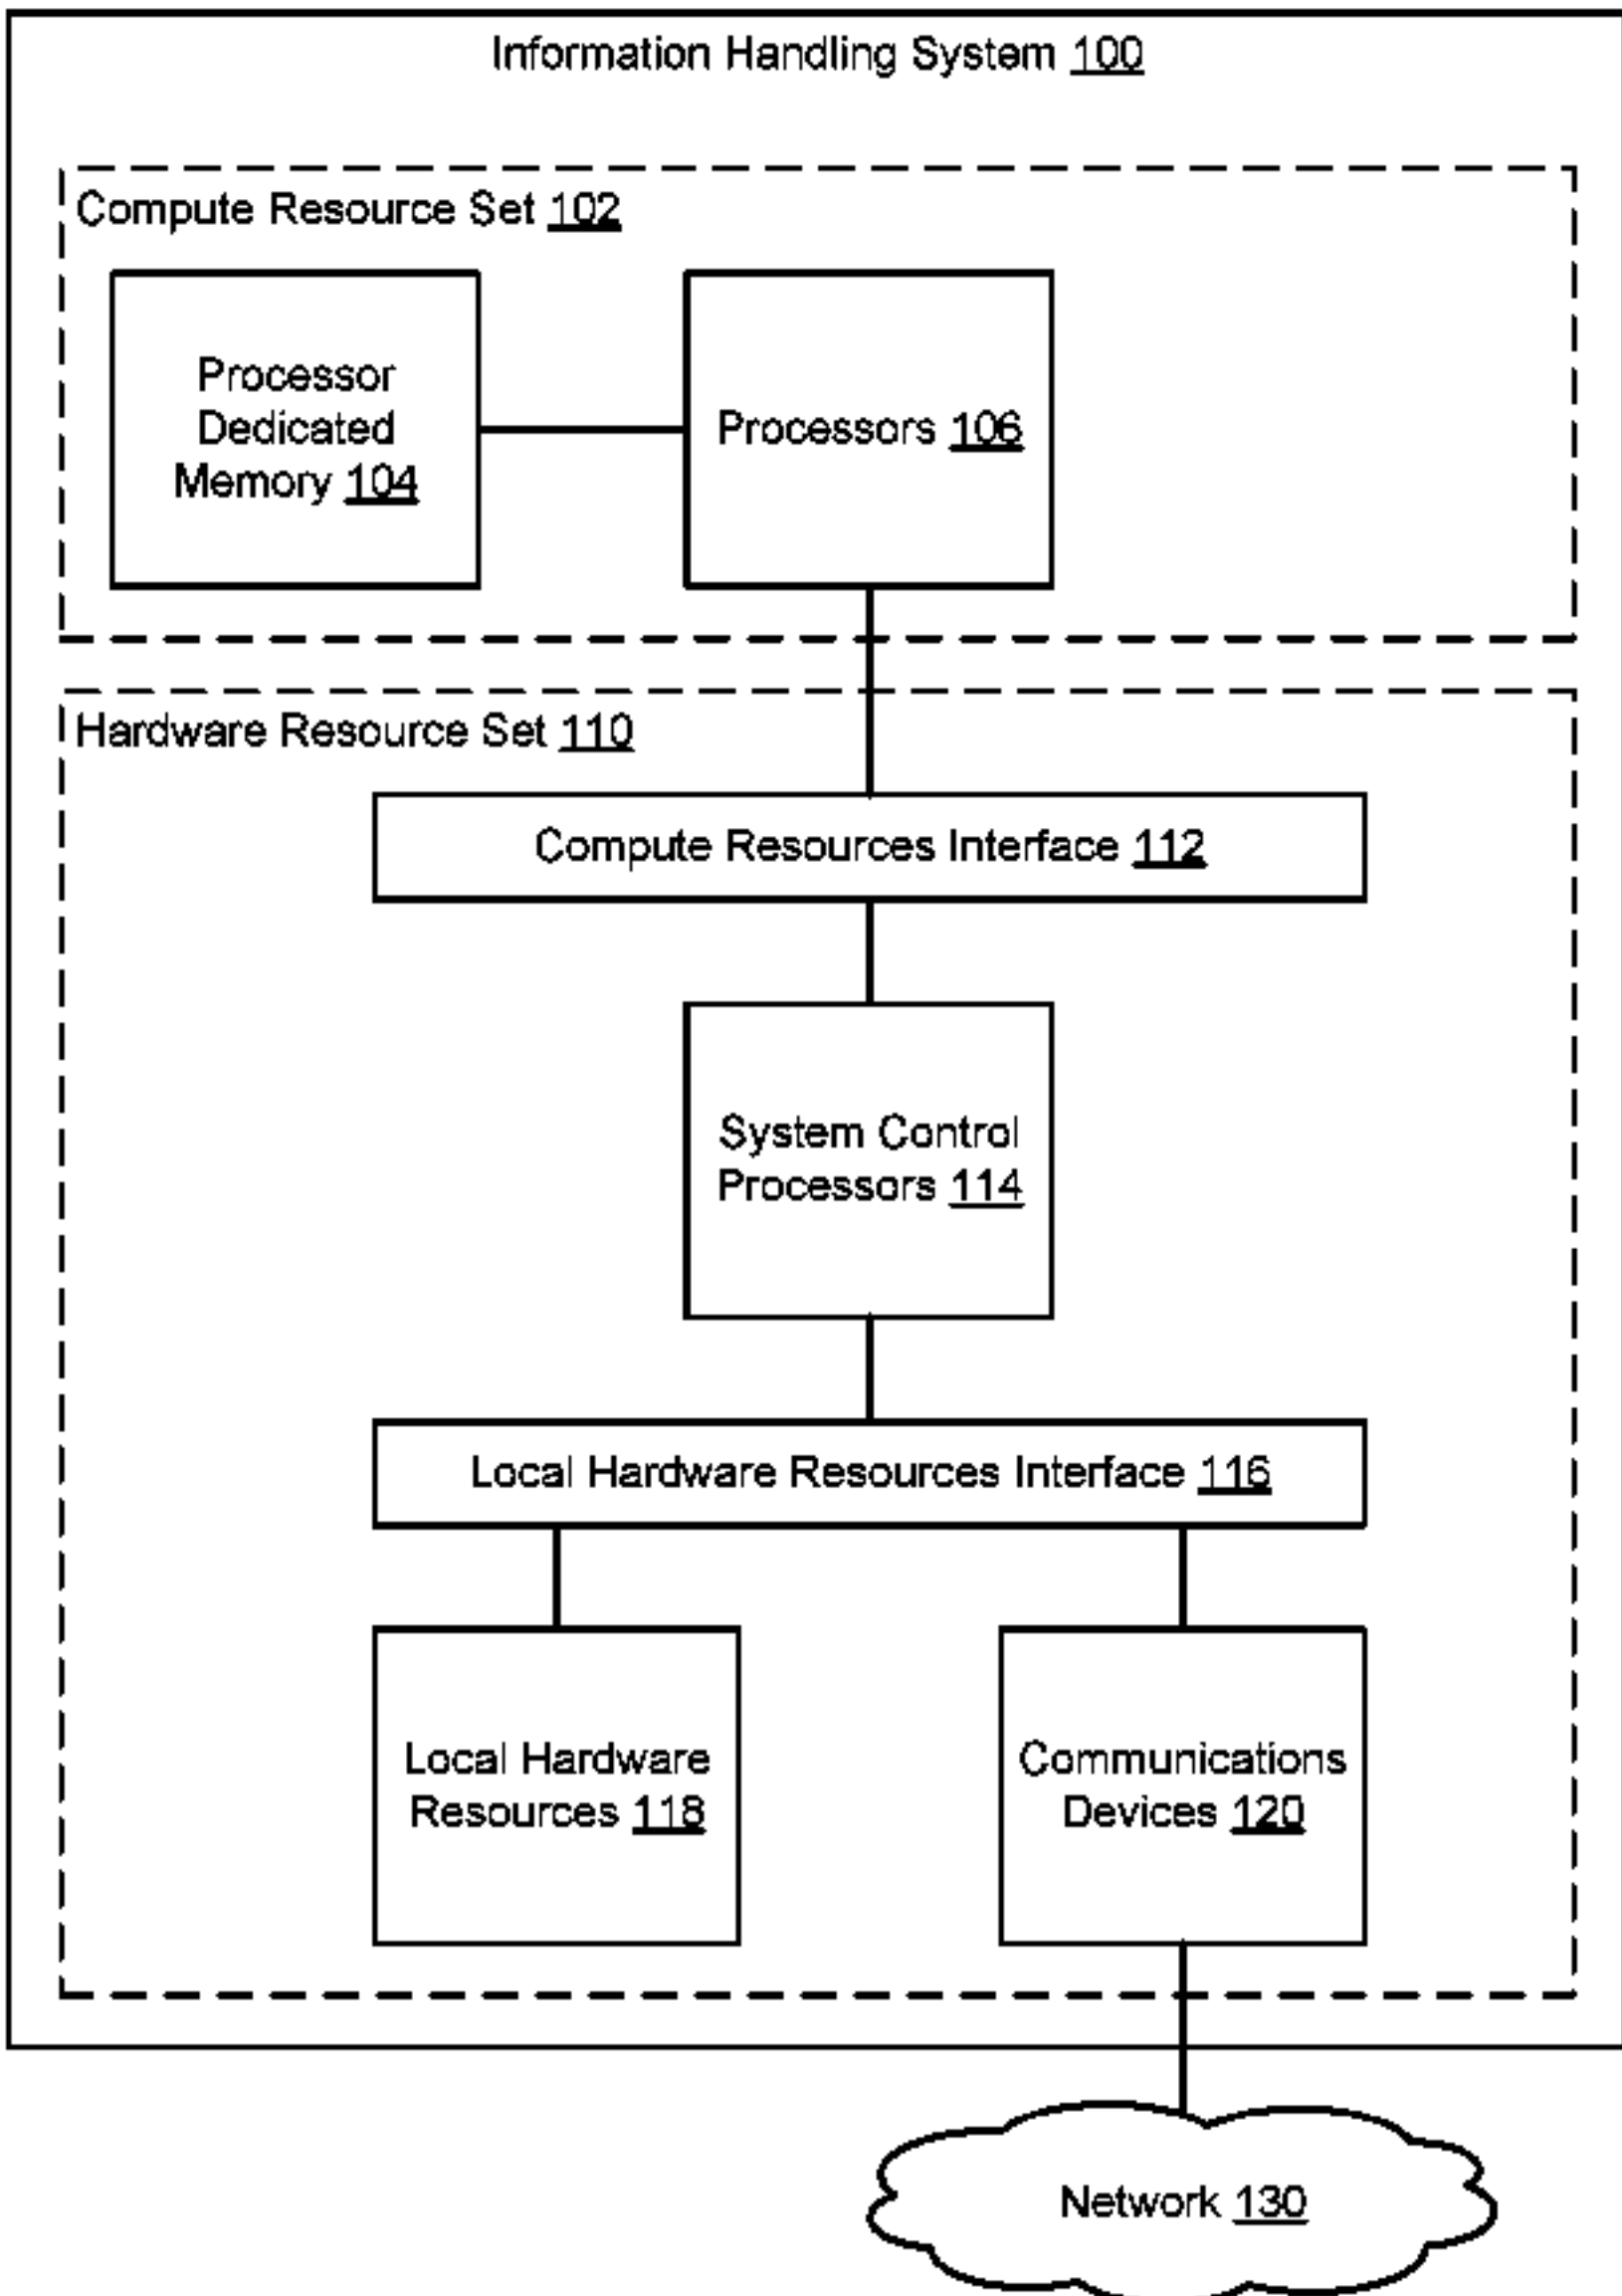 Information Handling System 100
Compute Resource Set 102
Processor
Dedicated
Memory 104
Processors 106
Hardware Resource Set 110
Compute Resources Interface 112
System Control
Processors 114
Local Hardware Resources Interface 116
Local Hardware
Resources 118
Communications
Devices 120
Network 130